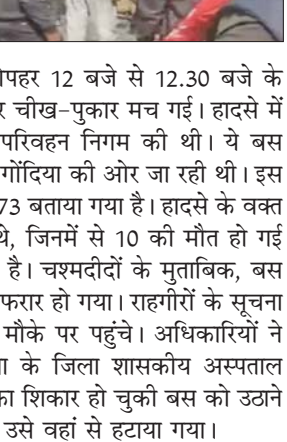 पहर 12 बजे से 12.30 बजे के
चीख-पुकार मच गई। हादसे में
परिवहन निगम की थी। ये बस
गोंदिया की ओर जा रही थी। इस
73 बताया गया है। हादसे के वक्त
थे, जिनमें से 10 की मौत हो गई
है। चश्मदीदों के मुताबिक, बस
फरार हो गया। राहगीरों के सूचना
मौके पर पहुंचे। अधिकारियों ने
के जिला शासकीय अस्पताल
का शिकार हो चुकी बस को उठाने
उसे वहां से हटाया गया।